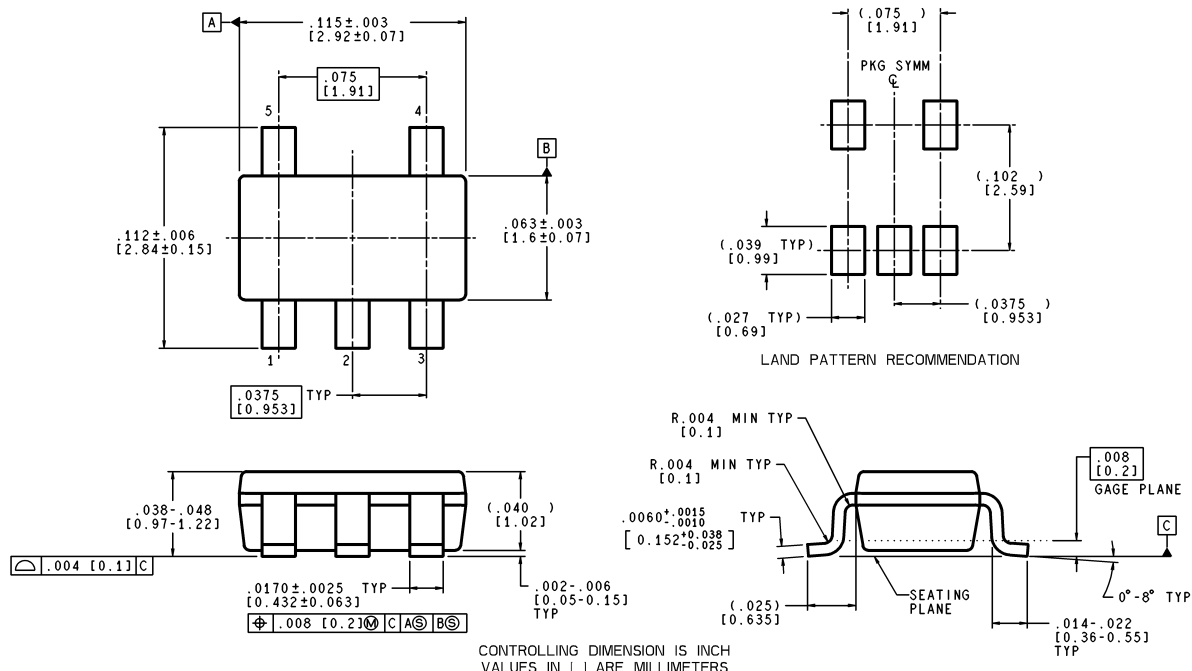 A
.115±.003
[2.92±0.07]
.075
[1.91]
5
4
B
.112±.006
[2.84±0.15]
.063±.003
[1.6±0.07]
1
2
3
.0375 TYP
[0.953]
(.075 )
[1.91]
PKG SYMM
℄
(.102 )
[2.59]
(.039 TYP)
[0.99]
(.027 TYP)
[0.69]
(.0375 )
[0.953]
LAND PATTERN RECOMMENDATION
.038-.048
[0.97-1.22]
(.040 )
[1.02]
⌓ .004 [0.1] C
.0170±.0025 TYP
[0.432±0.063]
⌖ .008 [0.2]Ⓜ C AⓈ BⓈ
.002-.006
[0.05-0.15]
TYP
R.004 MIN TYP
[0.1]
R.004 MIN TYP
[0.1]
.0060+.0015 -.0010 TYP
[0.152+0.038 -0.025]
.008
[0.2]
GAGE PLANE
C
SEATING
PLANE
(.025)
[0.635]
0°-8° TYP
.014-.022
[0.36-0.55]
TYP
CONTROLLING DIMENSION IS INCH
VALUES IN [ ] ARE MILLIMETERS